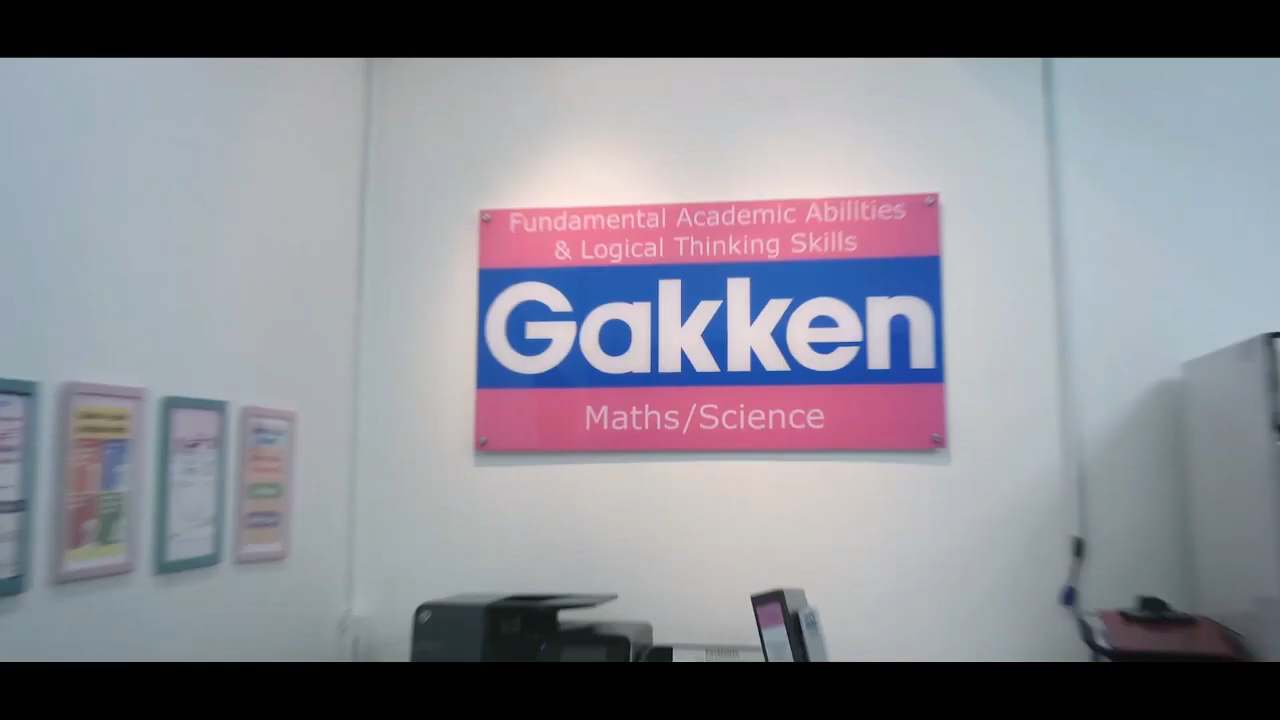 Fundamental Academic Abilities
& Logical Thinking Skills
Gakken
Maths/Science